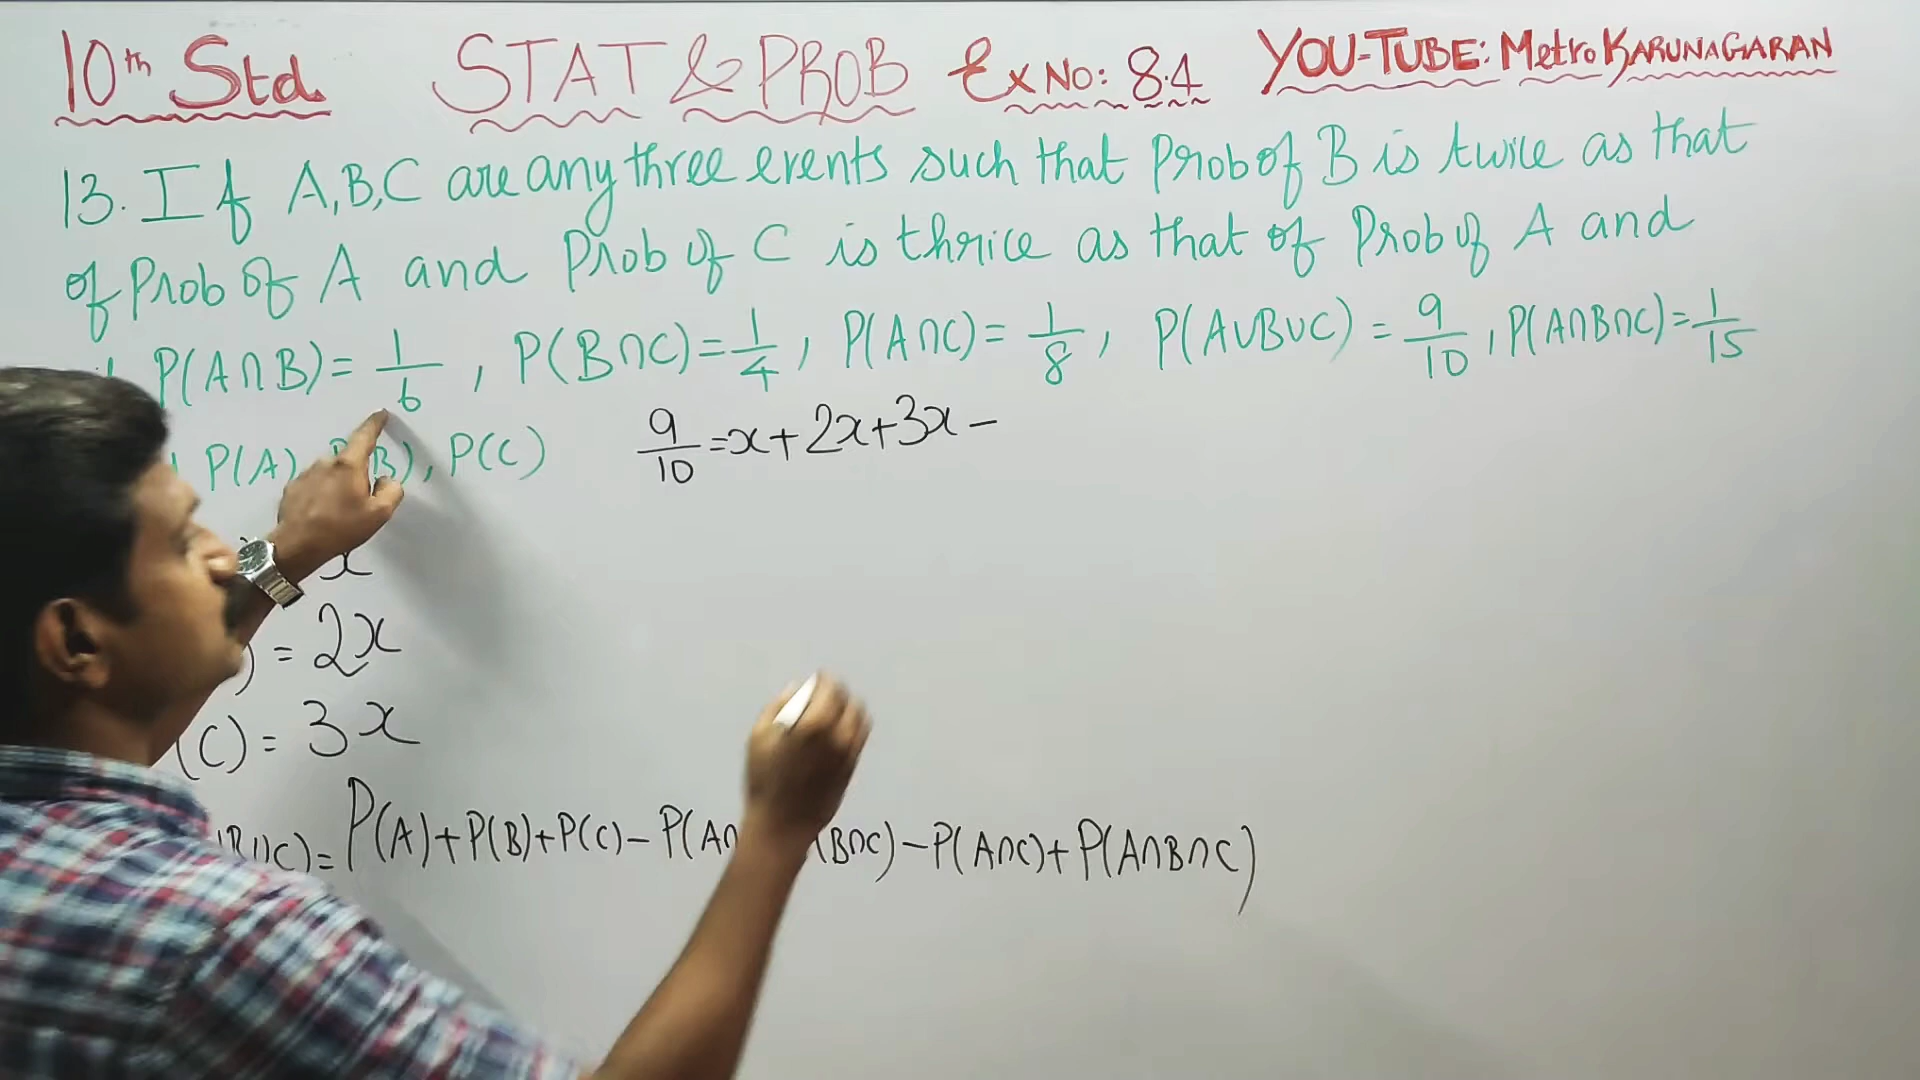 10th Std. STAT & PROB Ex No: 8.4 YOU-TUBE: Metro KARUNAGARAN
13. If A,B,C are any three events such that Prob of B is twice as that
of Prob of A and Prob of C is thrice as that of Prob of A and
P(A∩B)=1/6, P(B∩C)=1/4, P(A∩C)=1/8, P(A∪B∪C)=9/10, P(A∩B∩C)=1/15
P(A), P(B), P(C) 9/10=x+2x+3x-
x
)=2x
(C)=3x
=P(A)+P(B)+P(C)-P(A∩ (B∩C)-P(A∩C)+P(A∩B∩C)